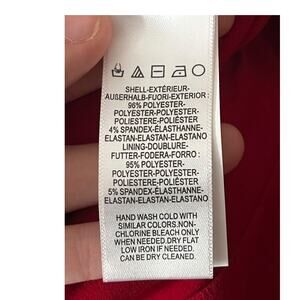 SHELL-EXTÉRIEUR-
AUßERHALB-FUORI-EXTERIOR :
96% POLYESTER-
POLYESTER-POLYESTER-
POLIESTERE-POLIÉSTER
4% SPANDEX-ÉLASTHANNE-
ELASTAN-ELASTAN-ELASTANO
LINING-DOUBLURE-
FUTTER-FODERA-FORRO :
95% POLYESTER-
POLYESTER-POLYESTER-
POLIESTERE-POLIÉSTER
5% SPANDEX-ÉLASTHANNE-
ELASTAN-ELASTAN-ELASTANO
HAND WASH COLD WITH
SIMILAR COLORS.NON-
CHLORINE BLEACH ONLY
WHEN NEEDED.DRY FLAT
LOW IRON IF NEEDED.
CAN BE DRY CLEANED.